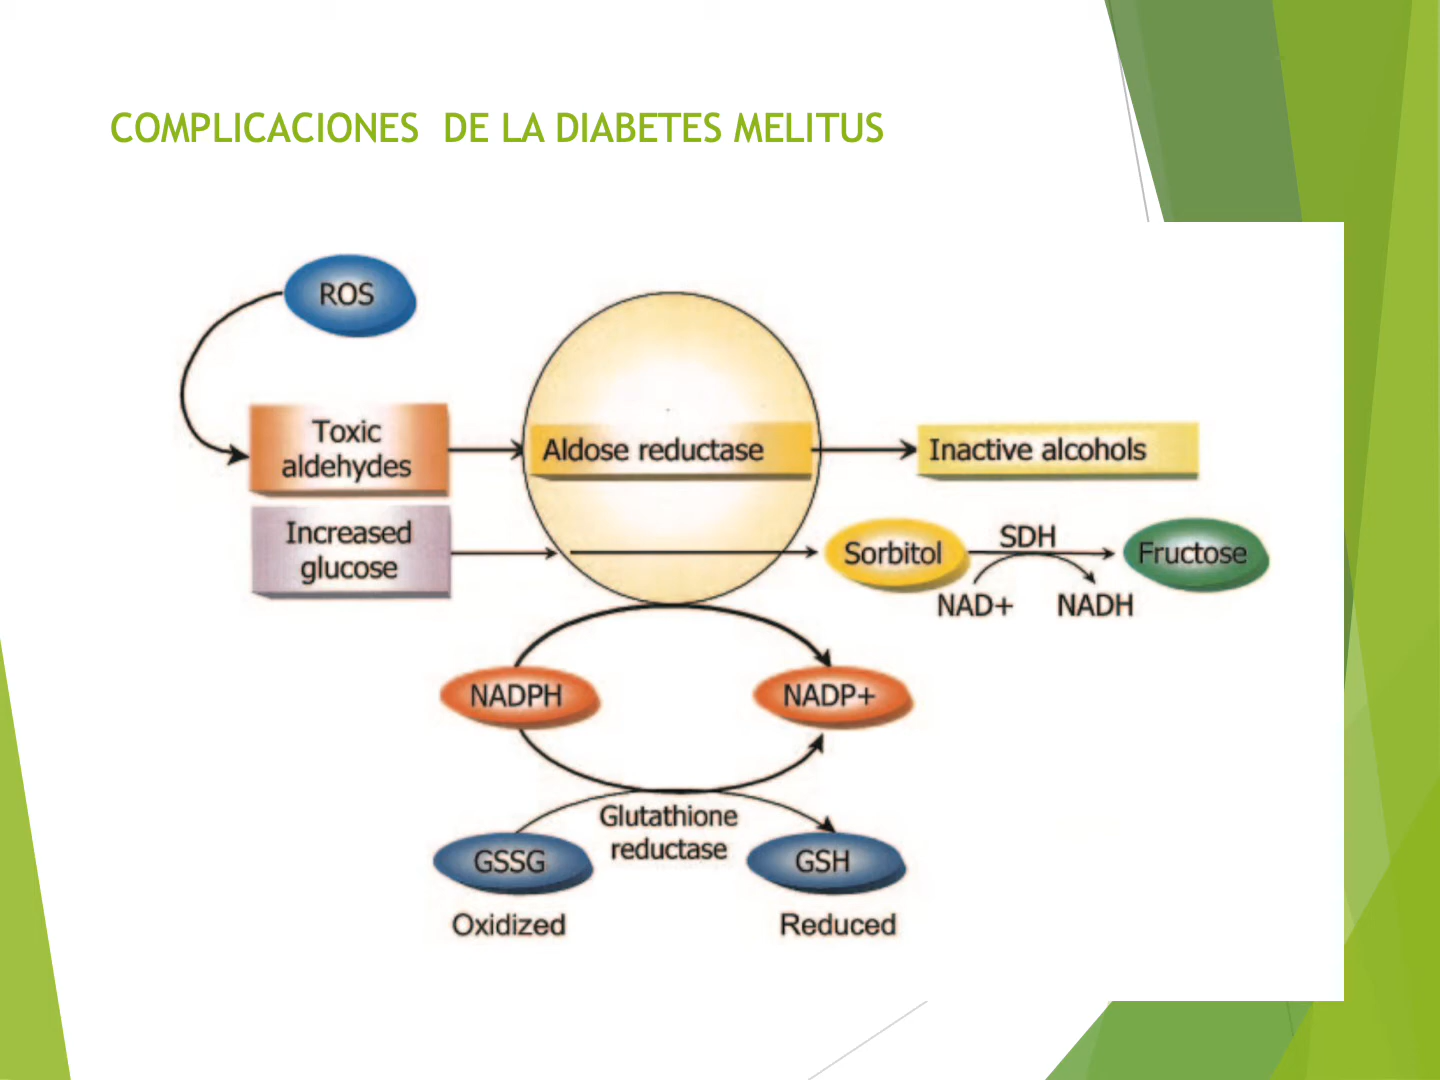 COMPLICACIONES DE LA DIABETES MELITUS
ROS
Toxic
aldehydes
Aldose reductase
Inactive alcohols
Increased
glucose
Sorbitol
SDH
Fructose
NAD+
NADH
NADPH
NADP+
Glutathione
reductase
GSSG
GSH
Oxidized
Reduced